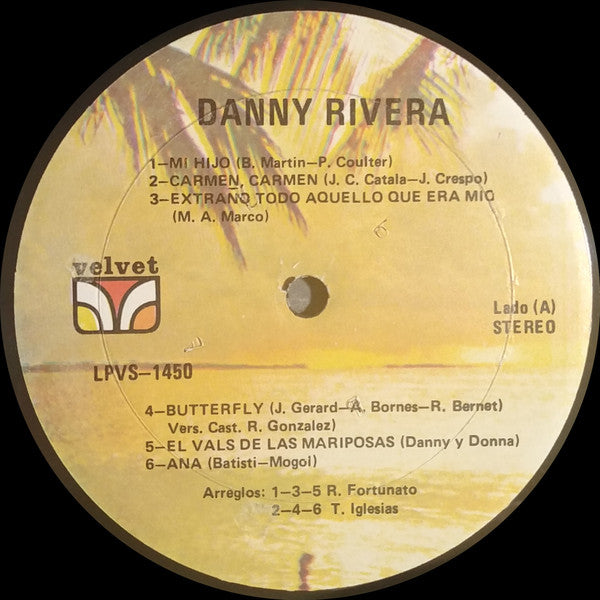 DANNY RIVERA
1-MI HIJO (B. Martin-P. Coulter)
2-CARMEN, CARMEN (J. C. Catala-J. Crespo)
3-EXTRAÑO TODO AQUELLO QUE ERA MIO
(M. A. Marco)
velvet
Lado (A)
STEREO
LPVS-1450
4-BUTTERFLY (J. Gerard-A. Bornes-R. Bernet)
Vers. Cast. R. Gonzalez)
5-EL VALS DE LAS MARIPOSAS (Danny y Donna)
6-ANA (Batisti-Mogol)
Arreglos: 1-3-5 R. Fortunato
2-4-6 T. Iglesias